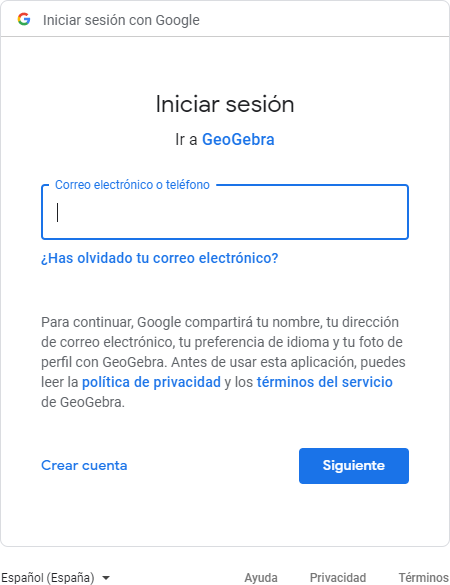 Iniciar sesión con Google
Iniciar sesión
Ir a GeoGebra
Correo electrónico o teléfono
¿Has olvidado tu correo electrónico?
Para continuar, Google compartirá tu nombre, tu dirección
de correo electrónico, tu preferencia de idioma y tu foto de
perfil con GeoGebra. Antes de usar esta aplicación, puedes
leer la política de privacidad y los términos del servicio
de GeoGebra.
Crear cuenta
Siguiente
Español (España)
Ayuda
Privacidad
Términos